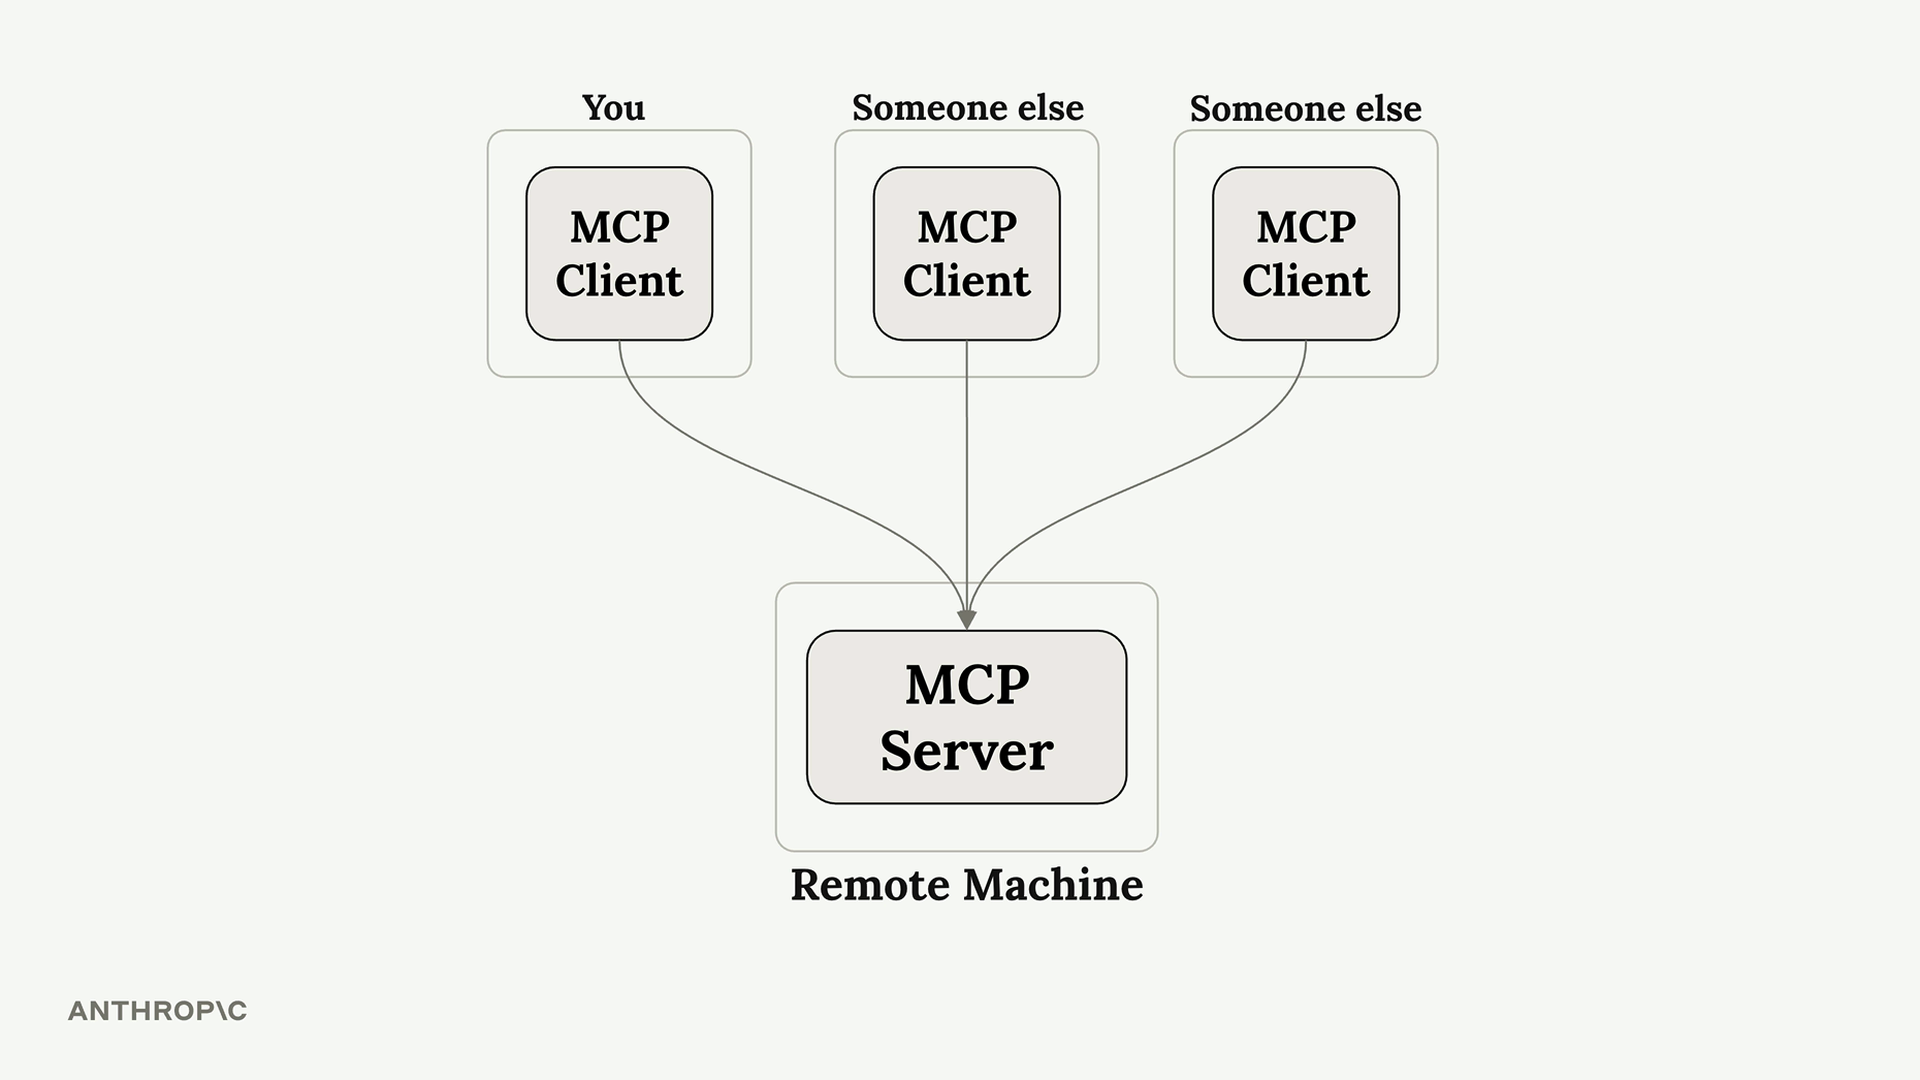 You
Someone else
Someone else
MCP
Client
MCP
Client
MCP
Client
MCP
Server
Remote Machine
ANTHROP\C